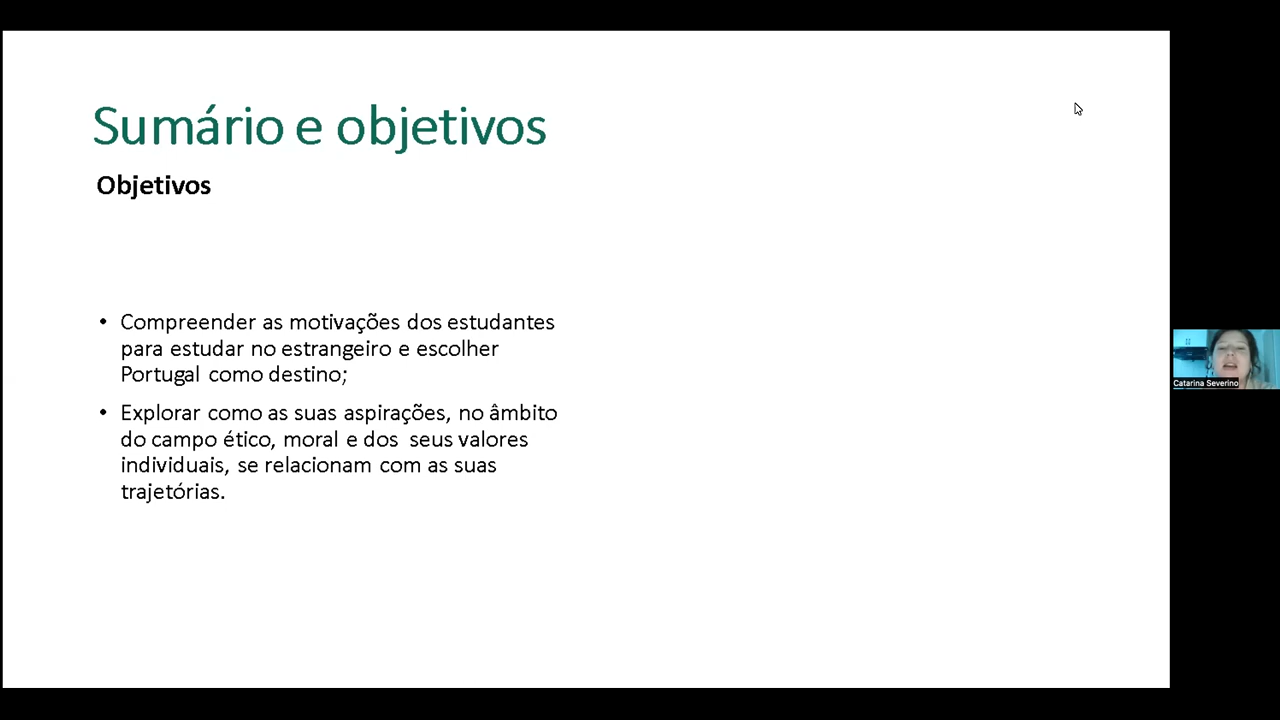 Sumário e objetivos
Objetivos
• Compreender as motivações dos estudantes
para estudar no estrangeiro e escolher
Portugal como destino;
• Explorar como as suas aspirações, no âmbito
do campo ético, moral e dos  seus valores
individuais, se relacionam com as suas
trajetórias.
Catarina Severino